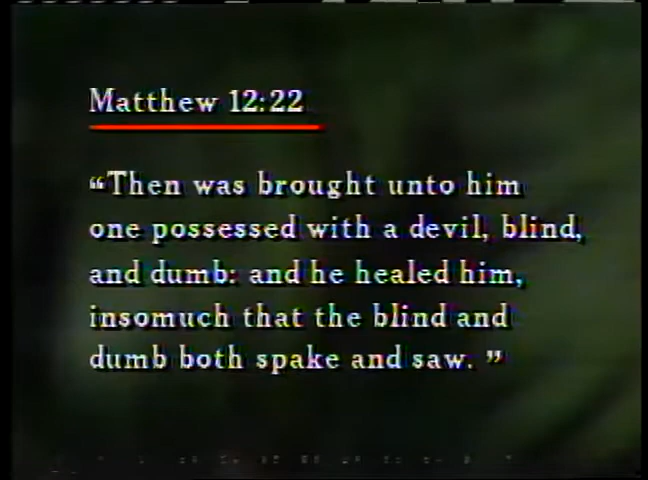 Matthew 12:22
“Then was brought unto him
one possessed with a devil, blind,
and dumb: and he healed him,
insomuch that the blind and
dumb both spake and saw. ”